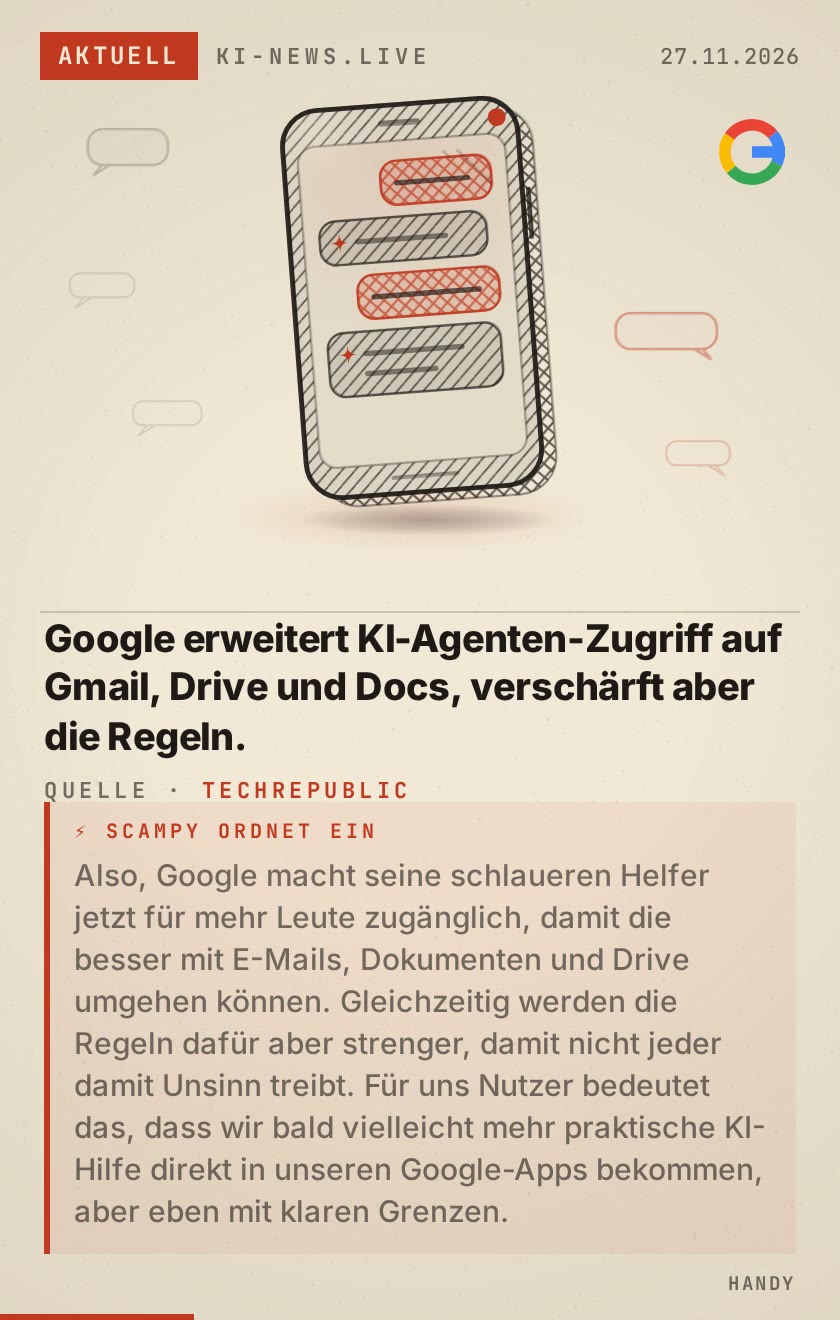 AKTUELL KI-NEWS.LIVE 27.11.2026
Google erweitert KI-Agenten-Zugriff auf
Gmail, Drive und Docs, verschärft aber
die Regeln.
QUELLE · TECHREPUBLIC
⚡ SCAMPY ORDNET EIN
Also, Google macht seine schlaueren Helfer
jetzt für mehr Leute zugänglich, damit die
besser mit E-Mails, Dokumenten und Drive
umgehen können. Gleichzeitig werden die
Regeln dafür aber strenger, damit nicht jeder
damit Unsinn treibt. Für uns Nutzer bedeutet
das, dass wir bald vielleicht mehr praktische KI-
Hilfe direkt in unseren Google-Apps bekommen,
aber eben mit klaren Grenzen.
HANDY